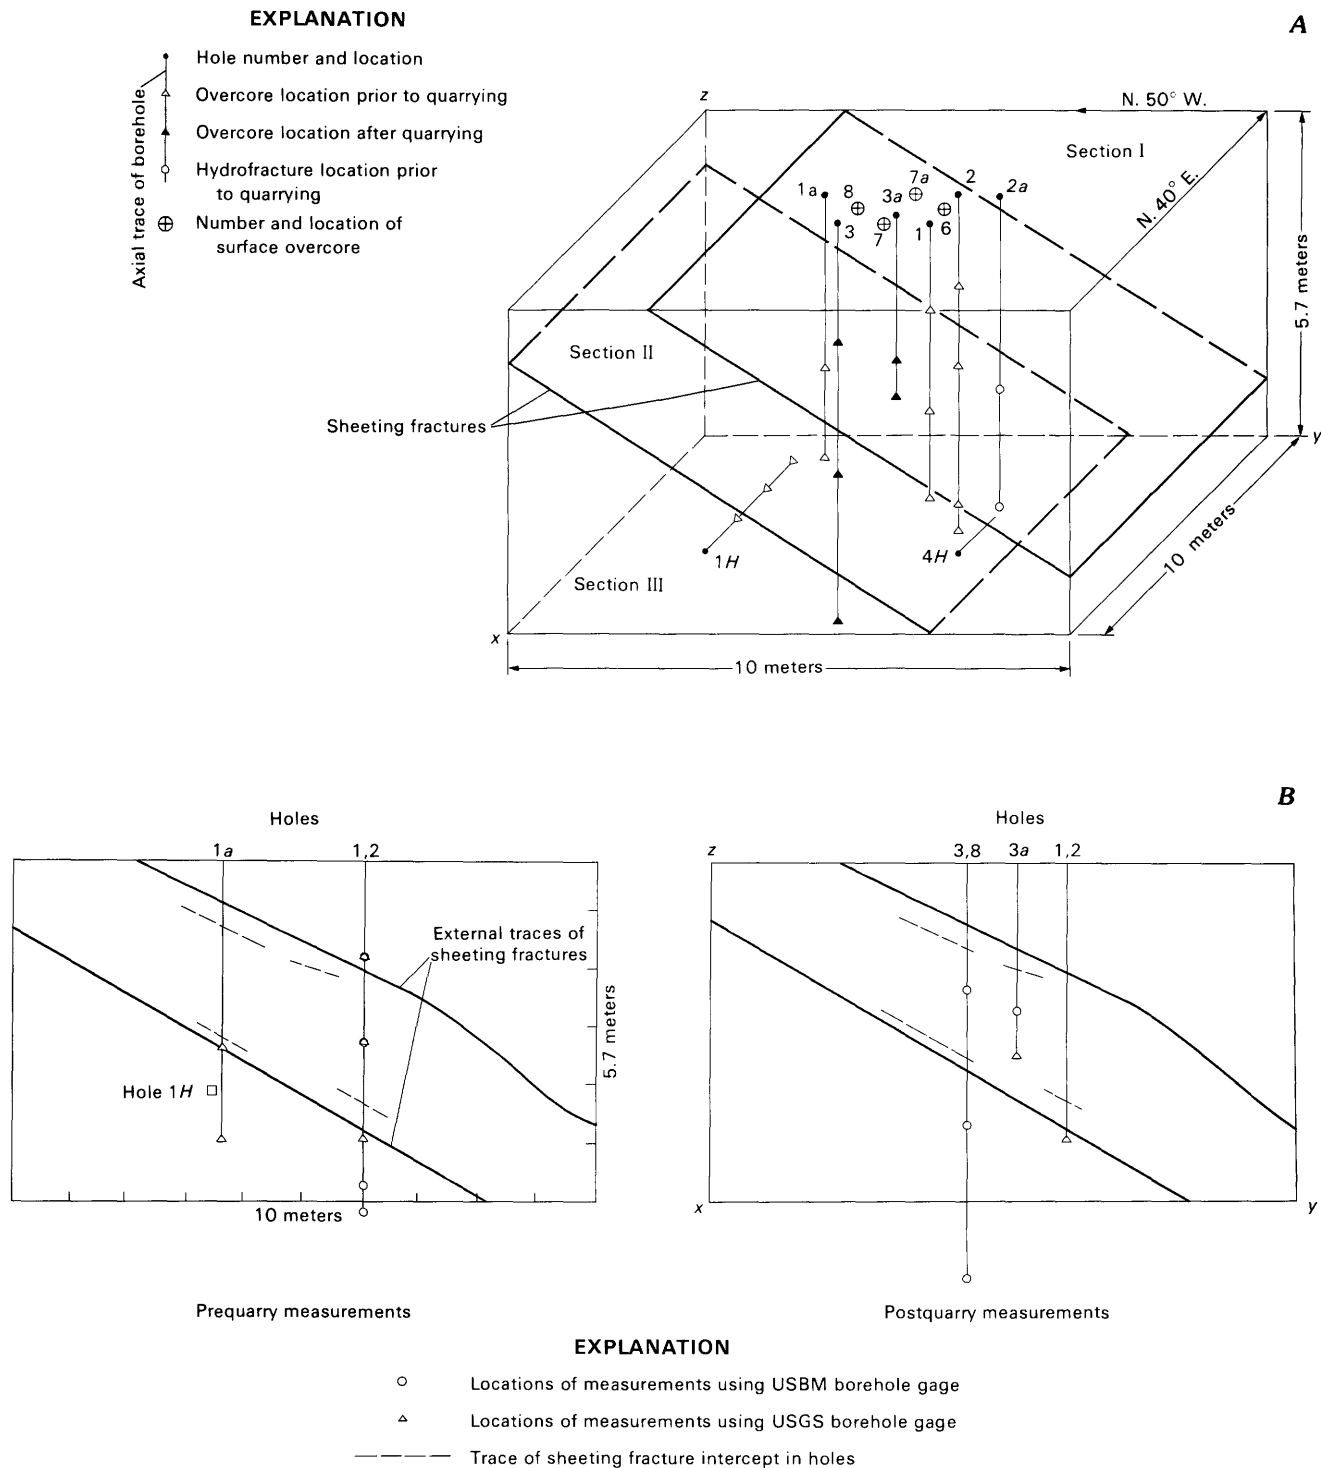 EXPLANATION
A
Axial trace of borehole
Hole number and location
Overcore location prior to quarrying
Overcore location after quarrying
Hydrofracture location prior
to quarrying
Number and location of
surface overcore
z
N. 50° W.
Section I
N. 40° E.
5.7 meters
1a
8
3a
7a
2
2a
3
7
1
6
Section II
Sheeting fractures
y
1H
4H
Section III
10 meters
x
10 meters
B
Holes
1a
1,2
External traces of
sheeting fractures
5.7 meters
Hole 1H
10 meters
Prequarry measurements
Holes
z
3,8
3a
1,2
x
y
Postquarry measurements
EXPLANATION
Locations of measurements using USBM borehole gage
Locations of measurements using USGS borehole gage
Trace of sheeting fracture intercept in holes